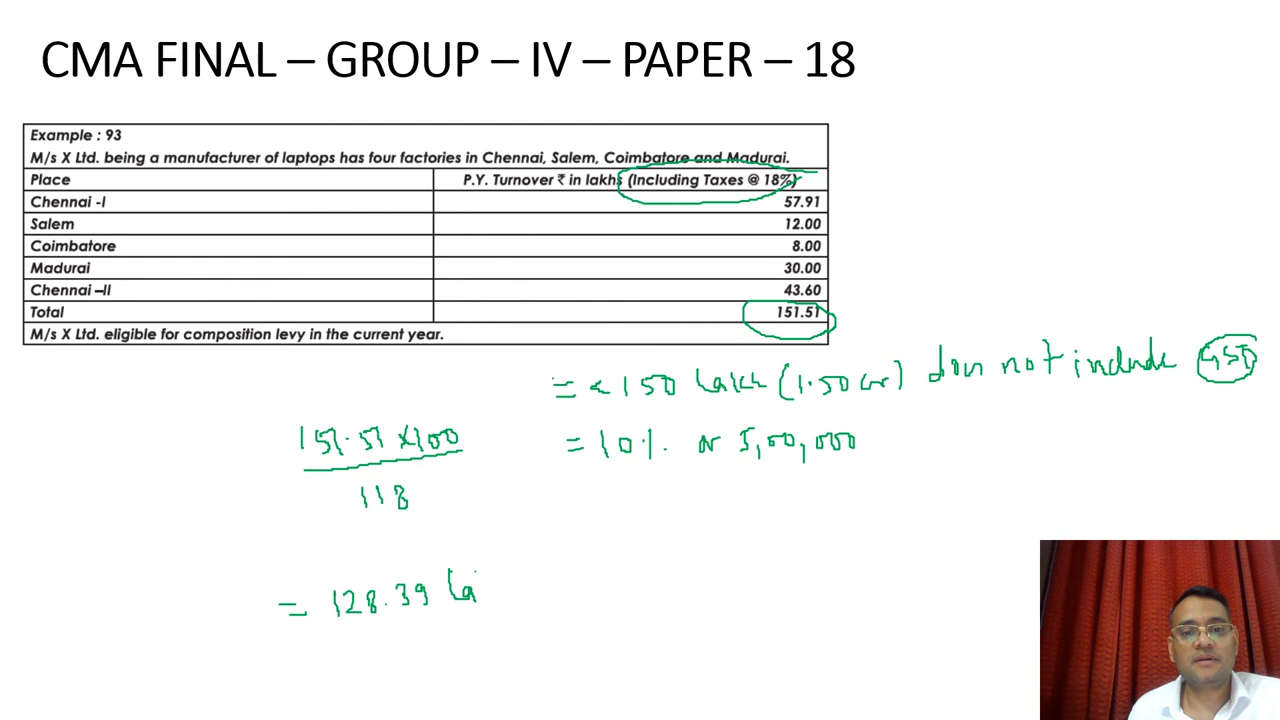 CMA FINAL – GROUP – IV – PAPER – 18
Example : 93
M/s X Ltd. being a manufacturer of laptops has four factories in Chennai, Salem, Coimbatore and Madurai.
Place P.Y. Turnover ₹ in lakhs (Including Taxes @ 18%)
Chennai -I 57.91
Salem 12.00
Coimbatore 8.00
Madurai 30.00
Chennai –II 43.60
Total 151.51
M/s X Ltd. eligible for composition levy in the current year.
= < 150 Lakh (1.50 cr) does not include GST
151.51 x 100
= 10% or 5,00,000
118
= 128.39 La